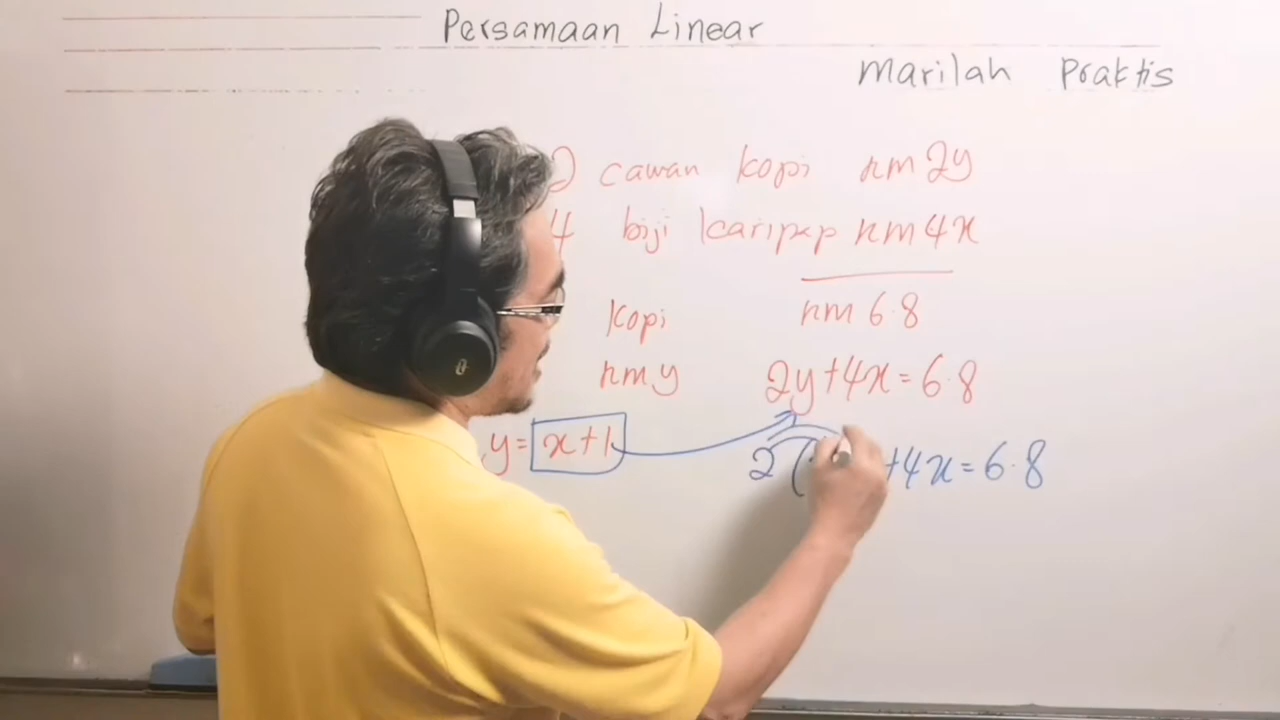 Persamaan Linear
Marilah Praktis
2 cawan kopi RM2y
4 biji karipap RM4x
RM6.8
kopi
RMy
2y+4x=6.8
y=x+1
2( +4x=6.8